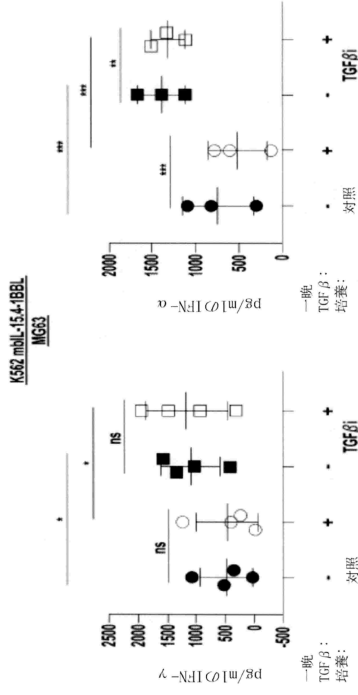 K562 mbIL-15.4-1BBL
MG63
*
*
ns
ns
2500
2000
1500
1000
500
0
-500
pg/mlのIFN-γ
一晩
TGFβ: - + - +
培養: 対照 TGFβi
***
***
**
***
2000
1500
1000
500
0
pg/mlのIFN-α
一晩
TGFβ: - + - +
培養: 対照 TGFβi